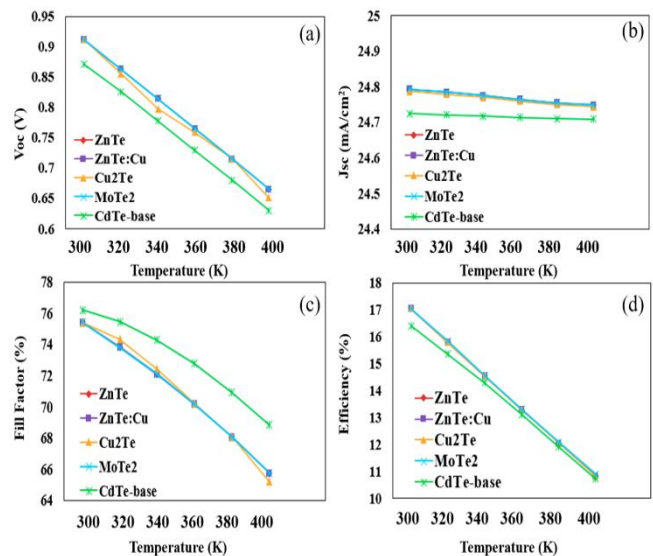 (a)
0.95
0.9
0.85
0.8
0.75
0.7
0.65
0.6
Voc (V)
ZnTe
ZnTe:Cu
Cu2Te
MoTe2
CdTe-base
300 320 340 360 380 400
Temperature (K)
(b)
25
24.9
24.8
24.7
24.6
24.5
24.4
Jsc (mA/cm²)
ZnTe
ZnTe:Cu
Cu2Te
MoTe2
CdTe-base
300 320 340 360 380 400
Temperature (K)
(c)
78
76
74
72
70
68
66
64
Fill Factor (%)
ZnTe
ZnTe:Cu
Cu2Te
MoTe2
CdTe-base
300 320 340 360 380 400
Temperature (K)
(d)
18
17
16
15
14
13
12
11
10
Efficiency (%)
ZnTe
ZnTe:Cu
Cu2Te
MoTe2
CdTe-base
300 320 340 360 380 400
Temperature (K)